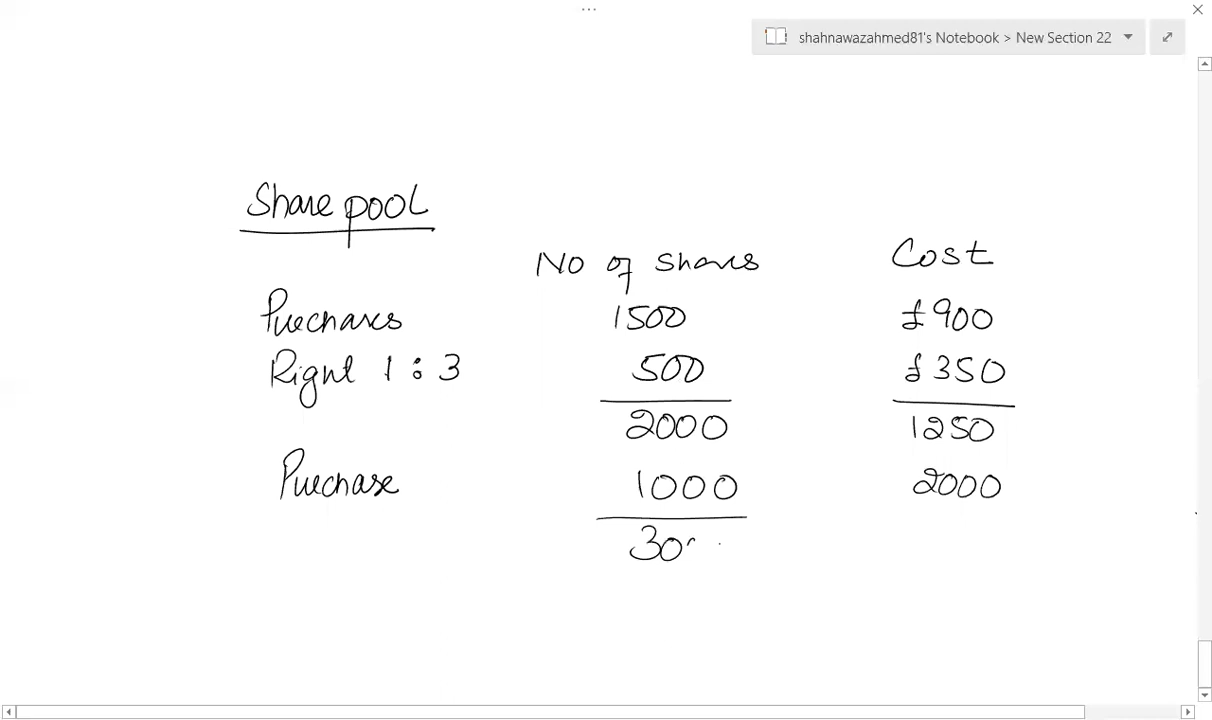 shahnawazahmed81's Notebook > New Section 22
Share pool
No of shares Cost
Purchases 1500 £900
Right 1 : 3 500 £350
2000 1250
Purchase 1000 2000